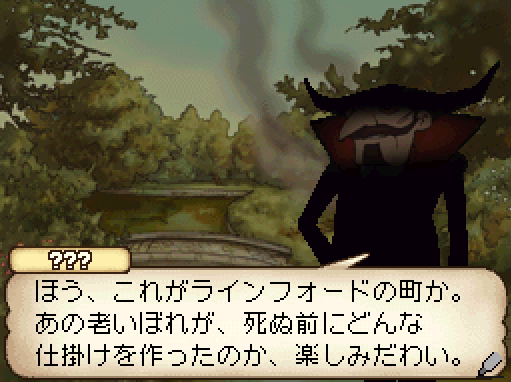 ???
ほう、これがラインフォードの町か。
あの老いぼれが、死ぬ前にどんな
仕掛けを作ったのか、楽しみだわい。